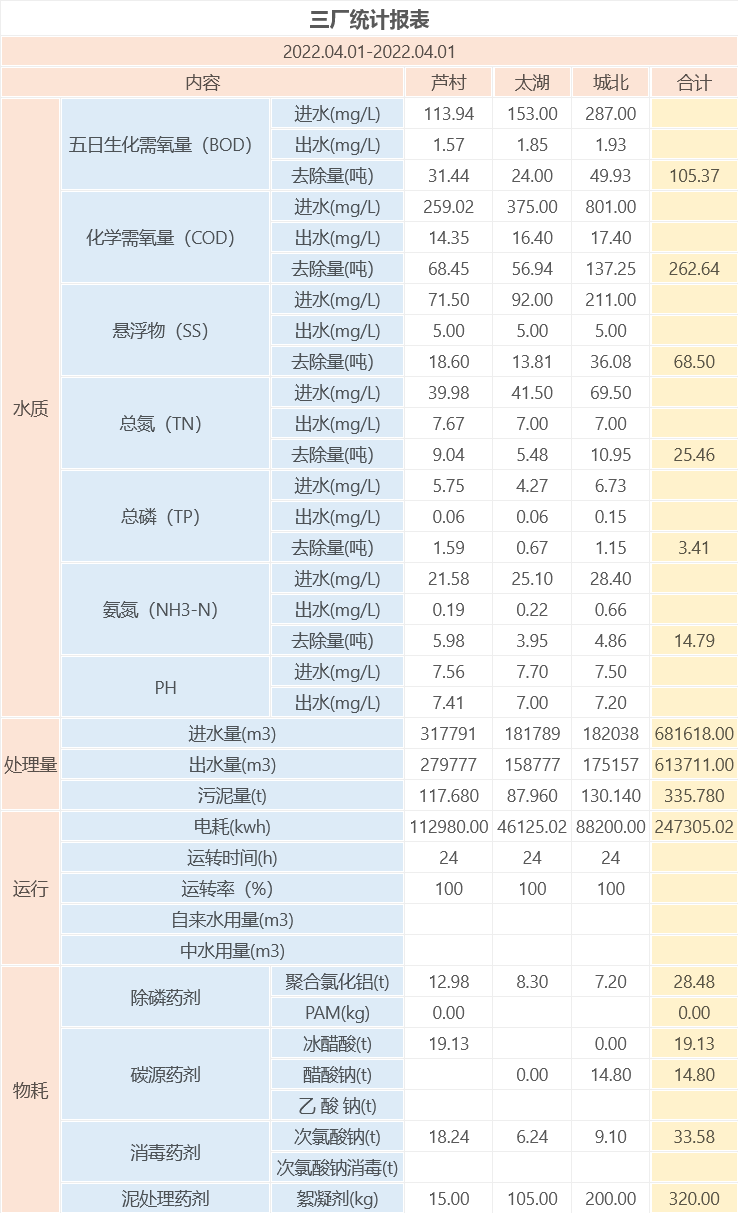 三厂统计报表
2022.04.01-2022.04.01
内容 芦村 太湖 城北 合计
水质
五日生化需氧量（BOD） 进水(mg/L) 113.94 153.00 287.00
出水(mg/L) 1.57 1.85 1.93
去除量(吨) 31.44 24.00 49.93 105.37
化学需氧量（COD） 进水(mg/L) 259.02 375.00 801.00
出水(mg/L) 14.35 16.40 17.40
去除量(吨) 68.45 56.94 137.25 262.64
悬浮物（SS） 进水(mg/L) 71.50 92.00 211.00
出水(mg/L) 5.00 5.00 5.00
去除量(吨) 18.60 13.81 36.08 68.50
总氮（TN） 进水(mg/L) 39.98 41.50 69.50
出水(mg/L) 7.67 7.00 7.00
去除量(吨) 9.04 5.48 10.95 25.46
总磷（TP） 进水(mg/L) 5.75 4.27 6.73
出水(mg/L) 0.06 0.06 0.15
去除量(吨) 1.59 0.67 1.15 3.41
氨氮（NH3-N） 进水(mg/L) 21.58 25.10 28.40
出水(mg/L) 0.19 0.22 0.66
去除量(吨) 5.98 3.95 4.86 14.79
PH 进水(mg/L) 7.56 7.70 7.50
出水(mg/L) 7.41 7.00 7.20
处理量
进水量(m3) 317791 181789 182038 681618.00
出水量(m3) 279777 158777 175157 613711.00
污泥量(t) 117.680 87.960 130.140 335.780
运行
电耗(kwh) 112980.00 46125.02 88200.00 247305.02
运转时间(h) 24 24 24
运转率（%） 100 100 100
自来水用量(m3)
中水用量(m3)
物耗
除磷药剂 聚合氯化铝(t) 12.98 8.30 7.20 28.48
PAM(kg) 0.00 0.00
碳源药剂 冰醋酸(t) 19.13 0.00 19.13
醋酸钠(t) 0.00 14.80 14.80
乙 酸 钠(t)
消毒药剂 次氯酸钠(t) 18.24 6.24 9.10 33.58
次氯酸钠消毒(t)
泥处理药剂 絮凝剂(kg) 15.00 105.00 200.00 320.00